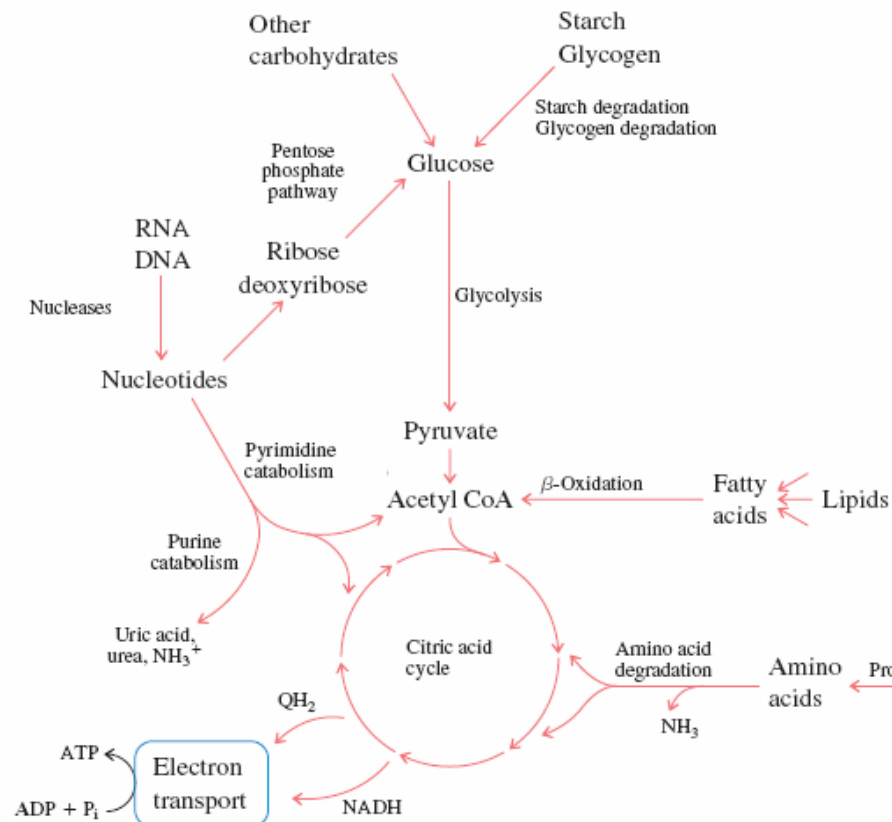 Other
carbohydrates
Starch
Glycogen
Starch degradation
Glycogen degradation
Pentose
phosphate
pathway
Glucose
RNA
DNA
Ribose
deoxyribose
Nucleases
Glycolysis
Nucleotides
Pyruvate
Pyrimidine
catabolism
Acetyl CoA
β-Oxidation
Fatty
acids
Lipids
Purine
catabolism
Uric acid,
urea, NH₃⁺
Citric acid
cycle
Amino acid
degradation
Amino
acids
Pro
NH₃
QH₂
ATP
Electron
transport
ADP + Pᵢ
NADH